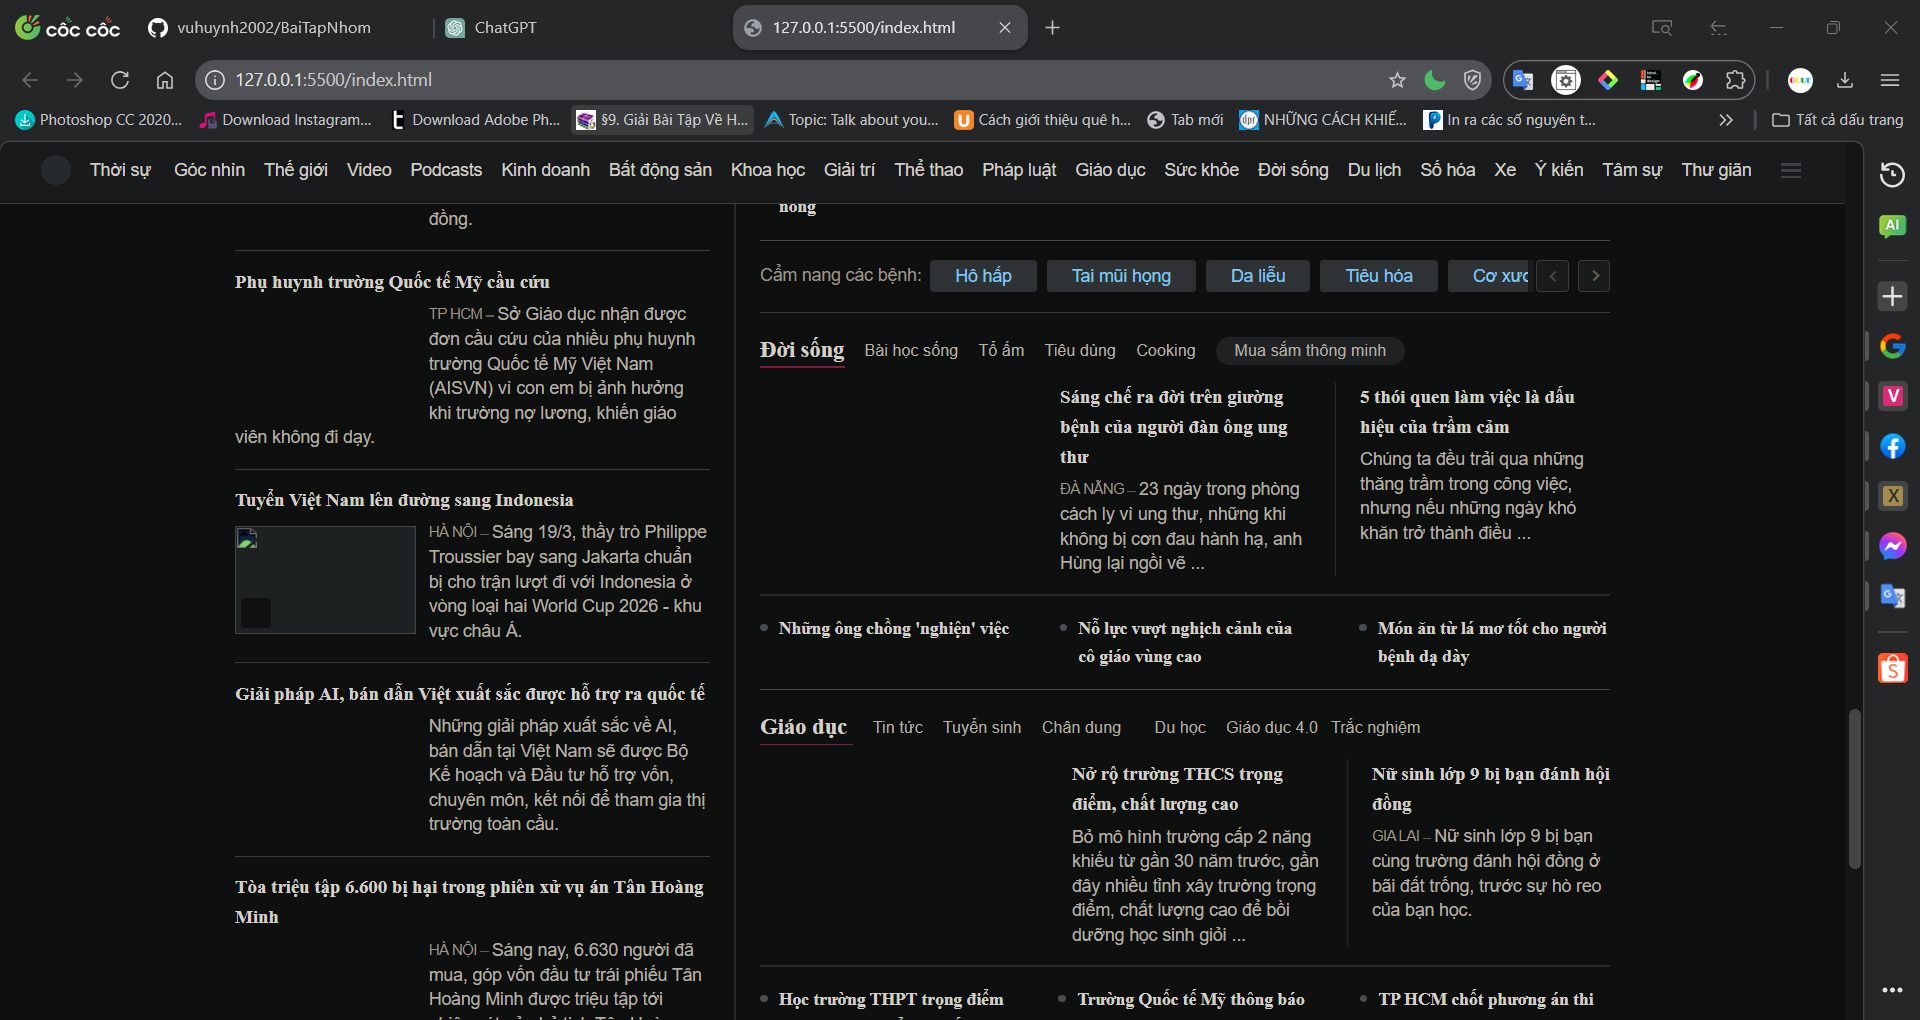 cốc cốc
vuhuynh2002/BaiTapNhom
ChatGPT
127.0.0.1:5500/index.html
127.0.0.1:5500/index.html
Photoshop CC 2020...
Download Instagram...
Download Adobe Ph...
§9. Giải Bài Tập Về H...
Topic: Talk about you...
Cách giới thiệu quê h...
Tab mới
NHỮNG CÁCH KHIẾ...
In ra các số nguyên t...
Tất cả dấu trang
Thời sự Góc nhìn Thế giới Video Podcasts Kinh doanh Bất động sản Khoa học Giải trí Thể thao Pháp luật Giáo dục Sức khỏe Đời sống Du lịch Số hóa Xe Ý kiến Tâm sự Thư giãn
đồng.
Phụ huynh trường Quốc tế Mỹ cầu cứu
TP HCM – Sở Giáo dục nhận được
đơn cầu cứu của nhiều phụ huynh
trường Quốc tế Mỹ Việt Nam
(AISVN) vì con em bị ảnh hưởng
khi trường nợ lương, khiến giáo
viên không đi dạy.
Tuyển Việt Nam lên đường sang Indonesia
HÀ NỘI – Sáng 19/3, thầy trò Philippe
Troussier bay sang Jakarta chuẩn
bị cho trận lượt đi với Indonesia ở
vòng loại hai World Cup 2026 - khu
vực châu Á.
Giải pháp AI, bán dẫn Việt xuất sắc được hỗ trợ ra quốc tế
Những giải pháp xuất sắc về AI,
bán dẫn tại Việt Nam sẽ được Bộ
Kế hoạch và Đầu tư hỗ trợ vốn,
chuyên môn, kết nối để tham gia thị
trường toàn cầu.
Tòa triệu tập 6.600 bị hại trong phiên xử vụ án Tân Hoàng
Minh
HÀ NỘI – Sáng nay, 6.630 người đã
mua, góp vốn đầu tư trái phiếu Tân
Hoàng Minh được triệu tập tới
Cẩm nang các bệnh:
Hô hấp
Tai mũi họng
Da liễu
Tiêu hóa
Cơ xươ
Đời sống
Bài học sống
Tổ ấm
Tiêu dùng
Cooking
Mua sắm thông minh
Sáng chế ra đời trên giường
bệnh của người đàn ông ung
thư
ĐÀ NẴNG – 23 ngày trong phòng
cách ly vì ung thư, những khi
không bị cơn đau hành hạ, anh
Hùng lại ngồi vẽ ...
5 thói quen làm việc là dấu
hiệu của trầm cảm
Chúng ta đều trải qua những
thăng trầm trong công việc,
nhưng nếu những ngày khó
khăn trở thành điều ...
Những ông chồng 'nghiện' việc
Nỗ lực vượt nghịch cảnh của
cô giáo vùng cao
Món ăn từ lá mơ tốt cho người
bệnh dạ dày
Giáo dục
Tin tức
Tuyển sinh
Chân dung
Du học
Giáo dục 4.0
Trắc nghiệm
Nở rộ trường THCS trọng
điểm, chất lượng cao
Bỏ mô hình trường cấp 2 năng
khiếu từ gần 30 năm trước, gần
đây nhiều tỉnh xây trường trọng
điểm, chất lượng cao để bồi
dưỡng học sinh giỏi ...
Nữ sinh lớp 9 bị bạn đánh hội
đồng
GIA LAI – Nữ sinh lớp 9 bị bạn
cùng trường đánh hội đồng ở
bãi đất trống, trước sự hò reo
của bạn học.
Học trường THPT trọng điểm
Trường Quốc tế Mỹ thông báo
TP HCM chốt phương án thi